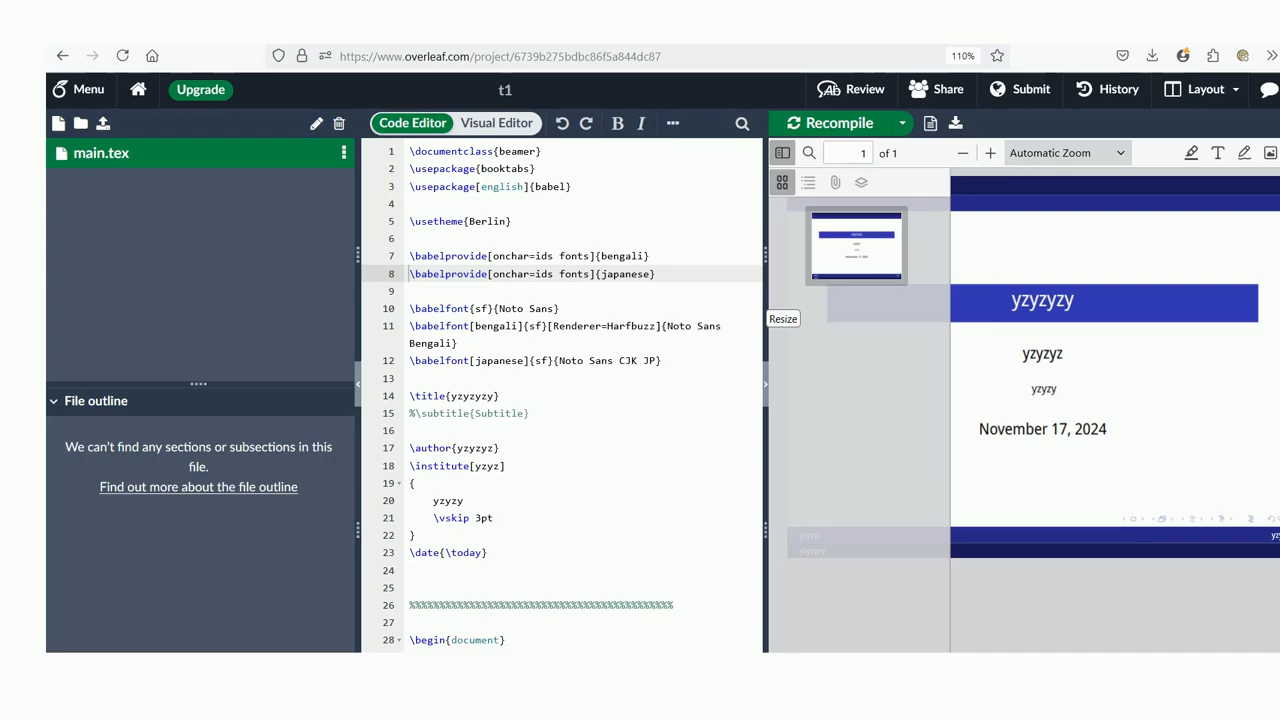 https://www.overleaf.com/project/6739b275bdbc86f5a844dc87
110%
Menu
Upgrade
t1
Review
Share
Submit
History
Layout
Code Editor
Visual Editor
B
I
Recompile
main.tex
1
of 1
Automatic Zoom
1 \documentclass{beamer}
2 \usepackage{booktabs}
3 \usepackage[english]{babel}
4
5 \usetheme{Berlin}
6
7 \babelprovide[onchar=ids fonts]{bengali}
8 \babelprovide[onchar=ids fonts]{japanese}
9
10 \babelfont{sf}{Noto Sans}
11 \babelfont[bengali]{sf}[Renderer=Harfbuzz]{Noto Sans
Bengali}
12 \babelfont[japanese]{sf}{Noto Sans CJK JP}
13
14 \title{yzyzyzy}
15 %\subtitle{Subtitle}
16
17 \author{yzyzyz}
18 \institute[yzyz]
19 {
20 yzyzy
21 \vskip 3pt
22 }
23 \date{\today}
24
25
26 %%%%%%%%%%%%%%%%%%%%%%%%%%%%%%%%%%%%%%%%%%%%
27
28 \begin{document}
File outline
We can't find any sections or subsections in this
file.
Find out more about the file outline
Resize
yzyzyzy
yzyzyz
yzyzy
November 17, 2024
yzyzyz
yzyzyzy